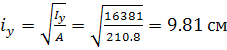 i_y = √(I_y/A) = √(16381/210.8) = 9.81 см